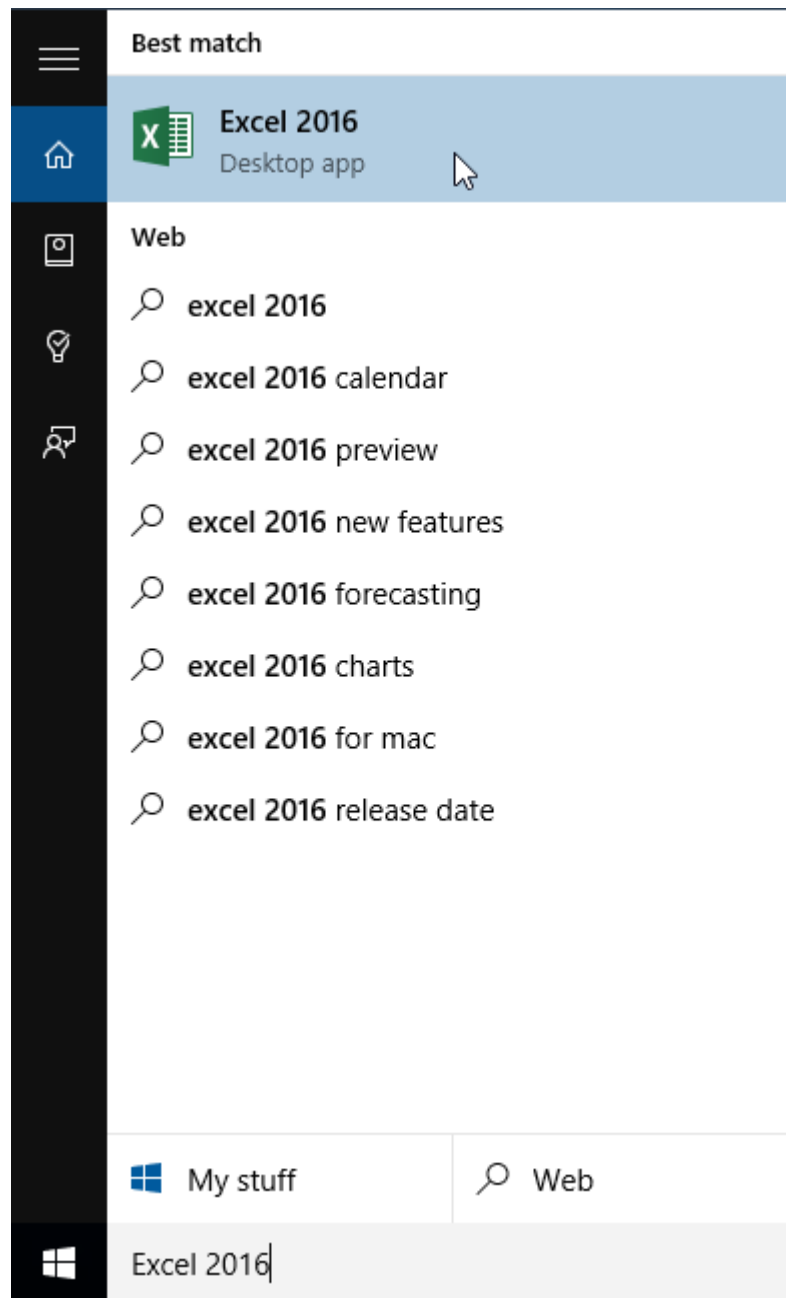 Best match
Excel 2016
Desktop app
Web
excel 2016
excel 2016 calendar
excel 2016 preview
excel 2016 new features
excel 2016 forecasting
excel 2016 charts
excel 2016 for mac
excel 2016 release date
My stuff Web
Excel 2016